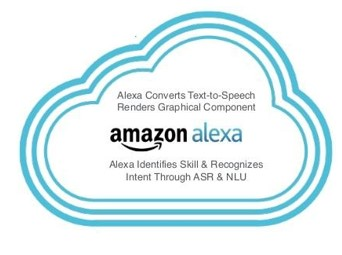 Alexa Converts Text-to-Speech
Renders Graphical Component
amazon alexa
Alexa Identifies Skill & Recognizes
Intent Through ASR & NLU